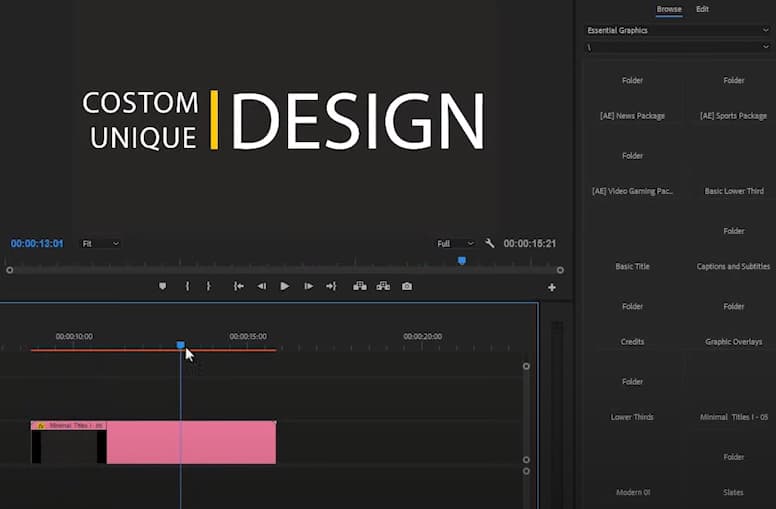 Browse Edit
Essential Graphics
\
COSTOM
UNIQUE
DESIGN
Folder Folder
[AE] News Package [AE] Sports Package
Folder
[AE] Video Gaming Pac... Basic Lower Third
Folder
Basic Title Captions and Subtitles
Folder Folder
Credits Graphic Overlays
Folder
Lower Thirds Minimal Titles I - 05
Folder
Modern 01 Slates
00:00:13:01 Fit Full 00:00:15:21
00:00:10:00 00:00:15:00 00:00:20:00
fx Minimal Titles I - 05